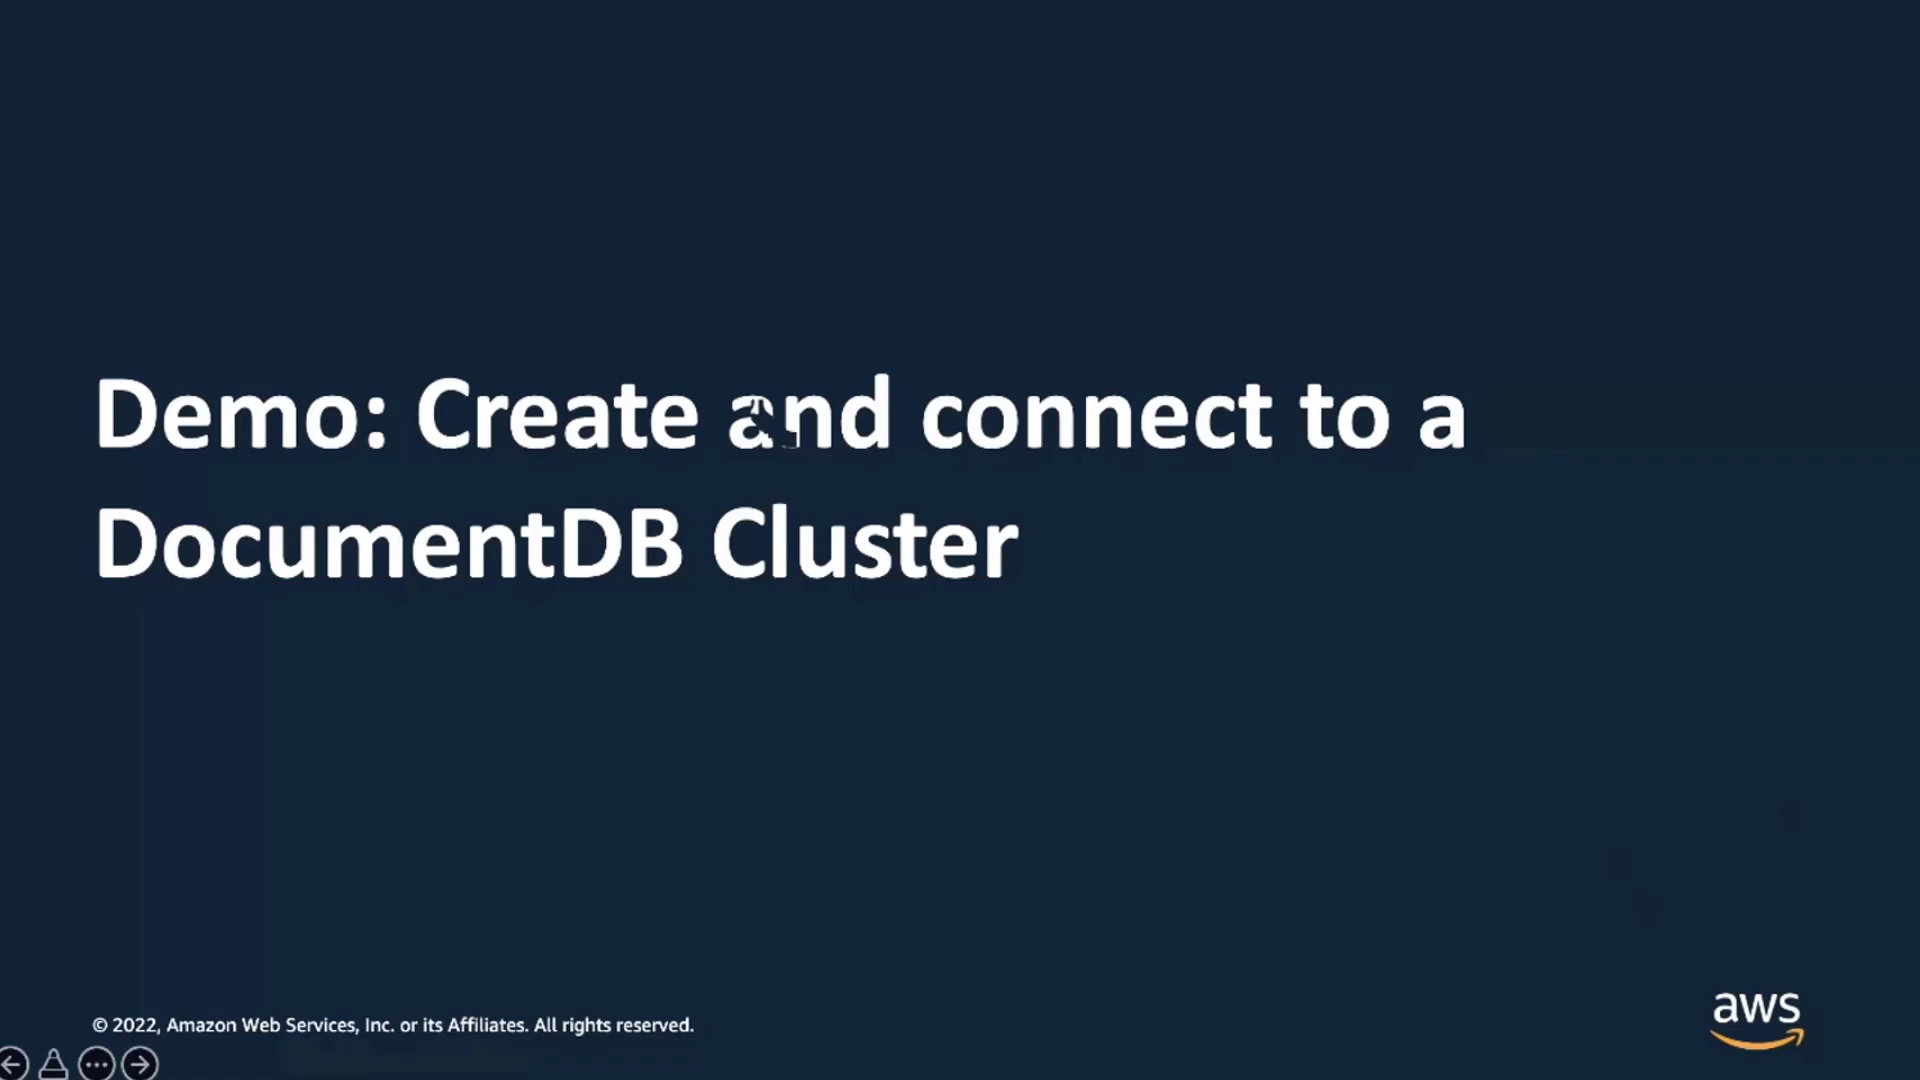 Demo: Create and connect to a
DocumentDB Cluster
© 2022, Amazon Web Services, Inc. or its Affiliates. All rights reserved.
aws